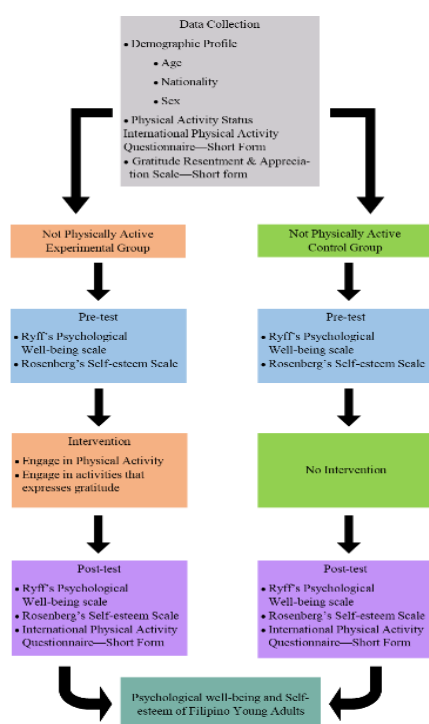 Data Collection
• Demographic Profile
• Age
• Nationality
• Sex
• Physical Activity Status
International Physical Activity
Questionnaire—Short Form
• Gratitude Resentment & Apprecia-
tion Scale—Short form
Not Physically Active
Experimental Group
Not Physically Active
Control Group
Pre-test
• Ryff's Psychological
Well-being scale
• Rosenberg's Self-esteem Scale
Pre-test
• Ryff's Psychological
Well-being scale
• Rosenberg's Self-esteem Scale
Intervention
• Engage in Physical Activity
• Engage in activities that
expresses gratitude
No Intervention
Post-test
• Ryff's Psychological
Well-being scale
• Rosenberg's Self-esteem Scale
• International Physical Activity
Questionnaire—Short Form
Post-test
• Ryff's Psychological
Well-being scale
• Rosenberg's Self-esteem Scale
• International Physical Activity
Questionnaire—Short Form
Psychological well-being and Self-
esteem of Filipino Young Adults